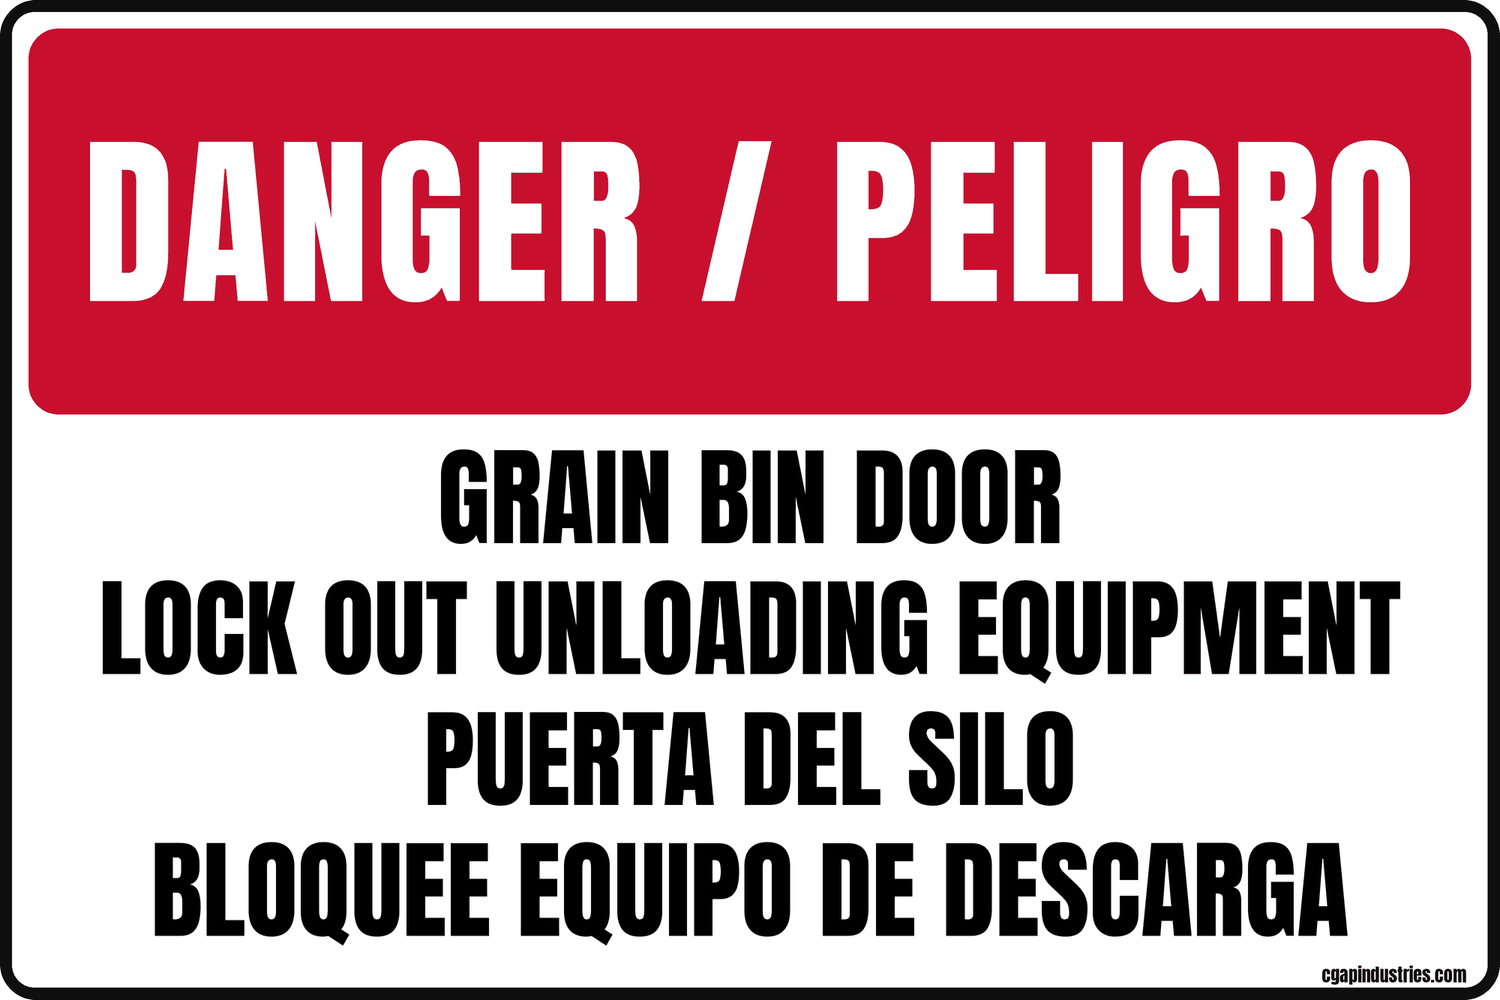 DANGER / PELIGRO
GRAIN BIN DOOR
LOCK OUT UNLOADING EQUIPMENT
PUERTA DEL SILO
BLOQUEE EQUIPO DE DESCARGA
cgapindustries.com